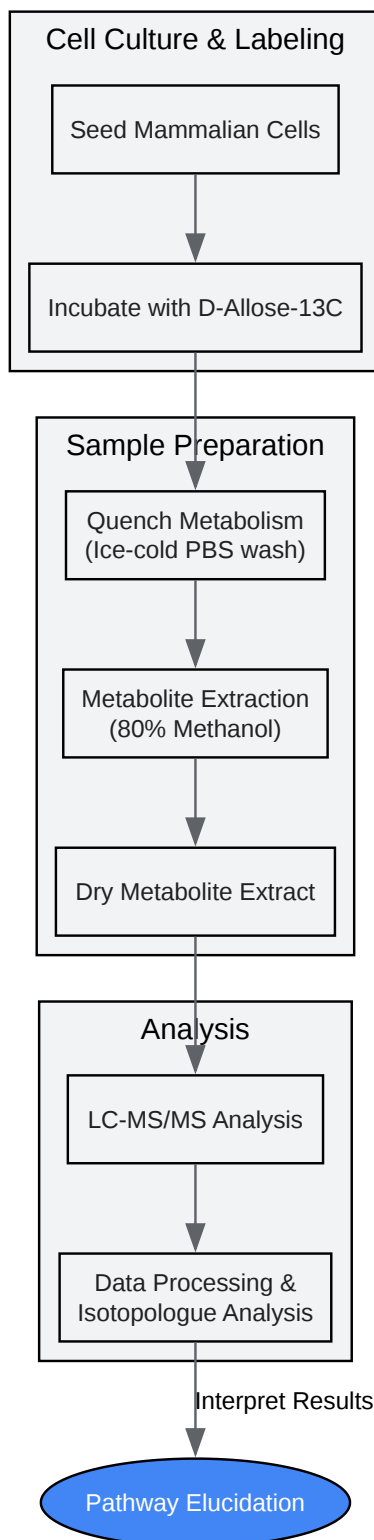 Cell Culture & Labeling
Seed Mammalian Cells
Incubate with D-Allose-13C
Sample Preparation
Quench Metabolism
(Ice-cold PBS wash)
Metabolite Extraction
(80% Methanol)
Dry Metabolite Extract
Analysis
LC-MS/MS Analysis
Data Processing &
Isotopologue Analysis
Interpret Results
Pathway Elucidation